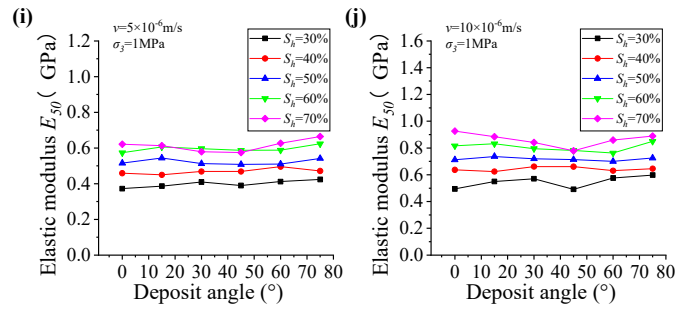 (i)
v=5×10⁻⁶m/s
σ₃=1MPa
Sₕ=30%
Sₕ=40%
Sₕ=50%
Sₕ=60%
Sₕ=70%
Elastic modulus E₅₀( GPa)
1.2
1.0
0.8
0.6
0.4
0.2
0.0
0 10 20 30 40 50 60 70 80
Deposit angle (°)
(j)
v=10×10⁻⁶m/s
σ₃=1MPa
Sₕ=30%
Sₕ=40%
Sₕ=50%
Sₕ=60%
Sₕ=70%
Elastic modulus E₅₀( GPa)
1.6
1.4
1.2
1.0
0.8
0.6
0.4
0.2
0.0
0 10 20 30 40 50 60 70 80
Deposit angle (°)